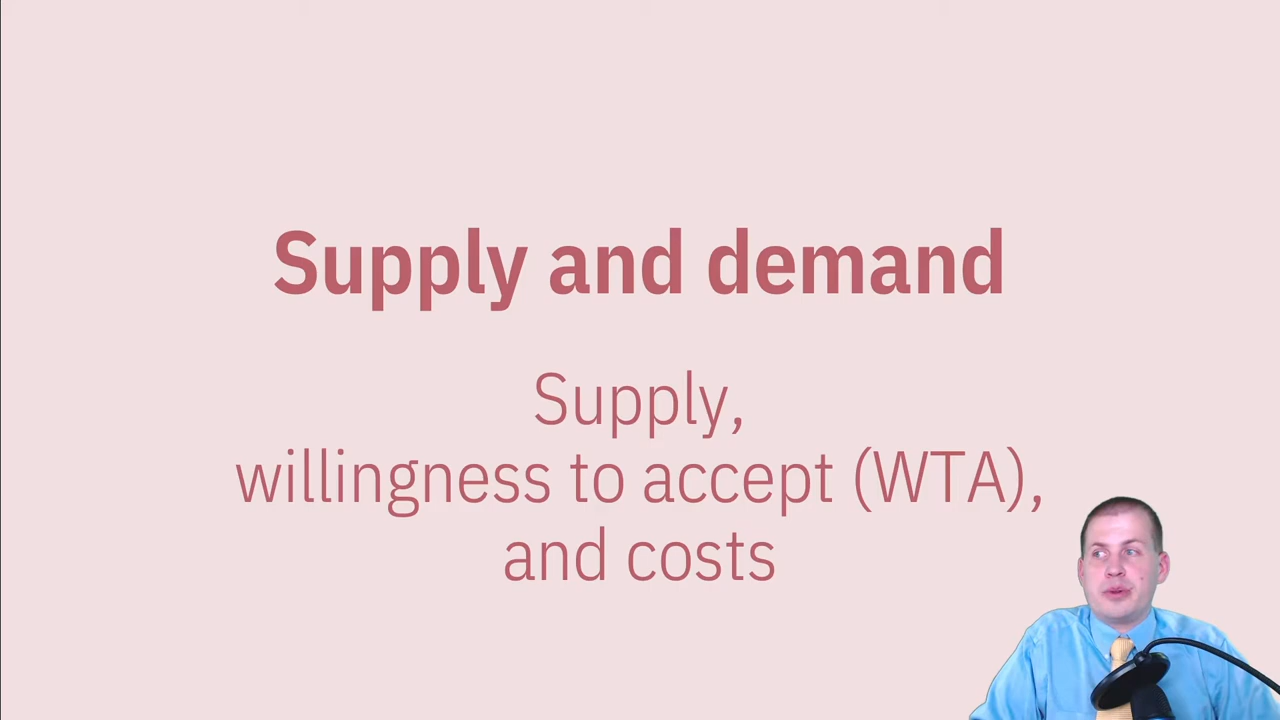 Supply and demand
Supply,
willingness to accept (WTA),
and costs